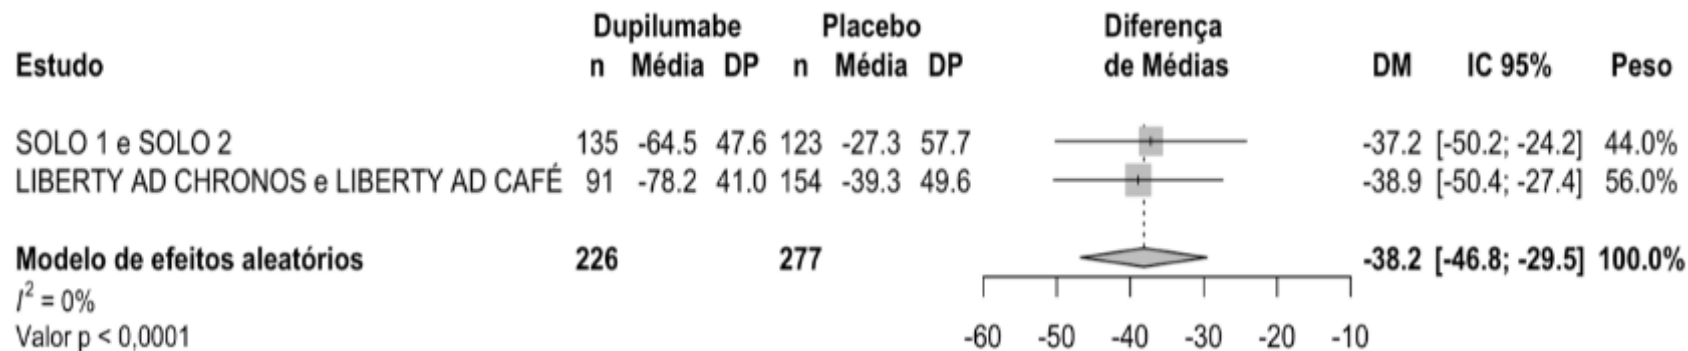 Dupilumabe Placebo Diferença
Estudo n Média DP n Média DP de Médias DM IC 95% Peso
SOLO 1 e SOLO 2 135 -64.5 47.6 123 -27.3 57.7 -37.2 [-50.2; -24.2] 44.0%
LIBERTY AD CHRONOS e LIBERTY AD CAFÉ 91 -78.2 41.0 154 -39.3 49.6 -38.9 [-50.4; -27.4] 56.0%
Modelo de efeitos aleatórios 226 277 -38.2 [-46.8; -29.5] 100.0%
I² = 0%
Valor p < 0,0001 -60 -50 -40 -30 -20 -10